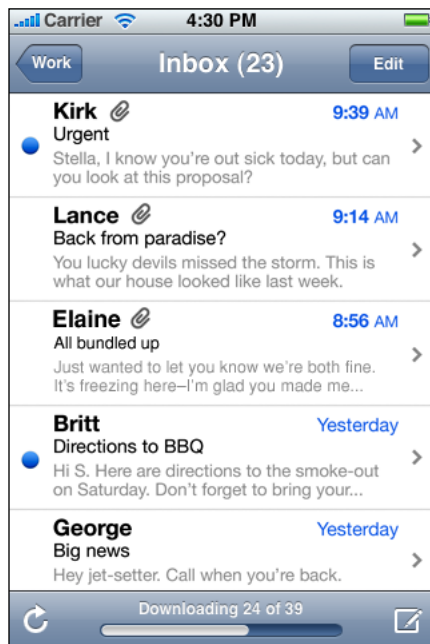 Carrier 4:30 PM
Work Inbox (23) Edit
Kirk 9:39 AM
Urgent
Stella, I know you're out sick today, but can
you look at this proposal?
Lance 9:14 AM
Back from paradise?
You lucky devils missed the storm. This is
what our house looked like last week.
Elaine 8:56 AM
All bundled up
Just wanted to let you know we're both fine.
It's freezing here–I'm glad you made me...
Britt Yesterday
Directions to BBQ
Hi S. Here are directions to the smoke-out
on Saturday. Don't forget to bring your...
George Yesterday
Big news
Hey jet-setter. Call when you're back.
Downloading 24 of 39